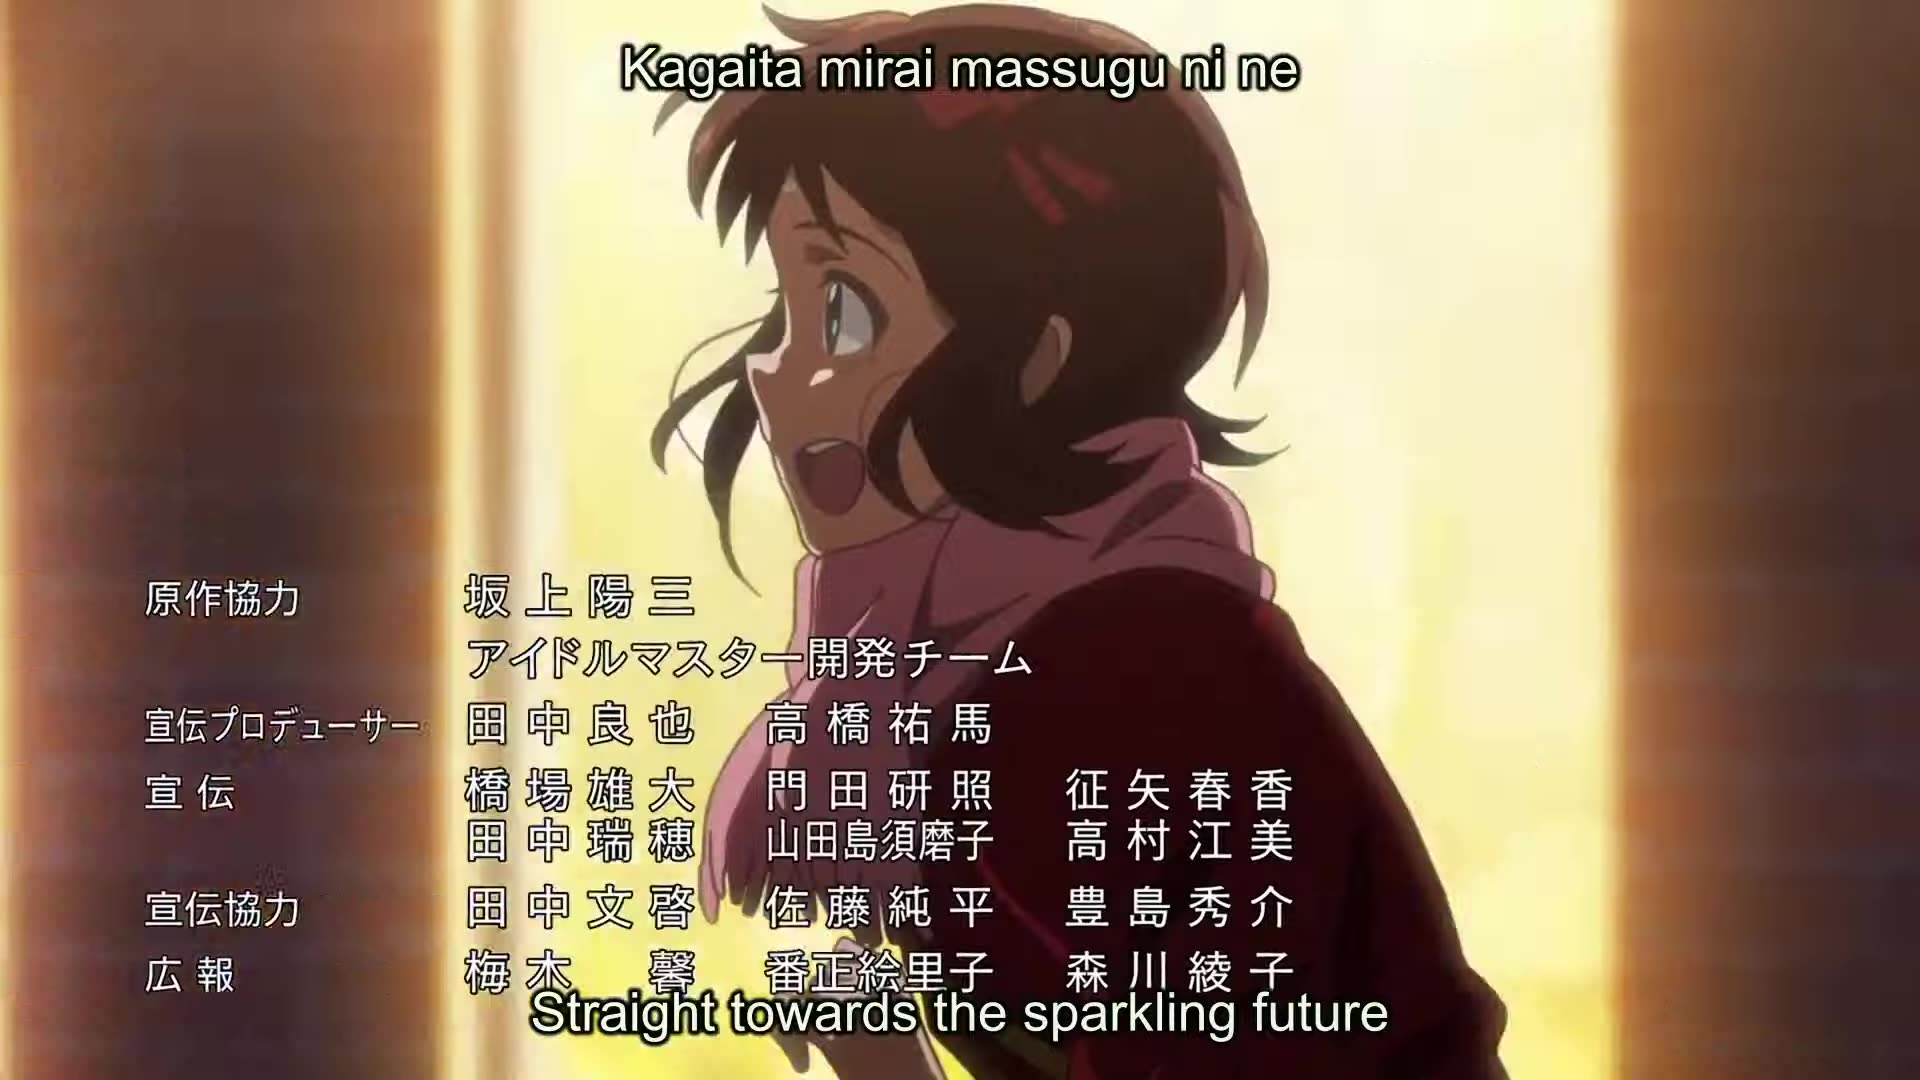 Kagaita mirai massugu ni ne
原作協力 坂上陽三
アイドルマスター開発チーム
宣伝プロデューサー 田中良也 高橋祐馬
宣伝 橋場雄大 門田研照 征矢春香
田中瑞穂 山田島須磨子 高村江美
宣伝協力 田中文啓 佐藤純平 豊島秀介
広報 梅木馨 番正絵里子 森川綾子
Straight towards the sparkling future